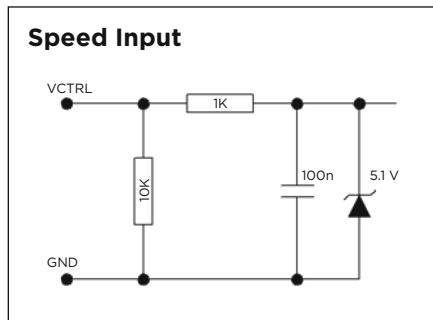 Speed Input
VCTRL
1K
10K
100n
5.1 V
GND